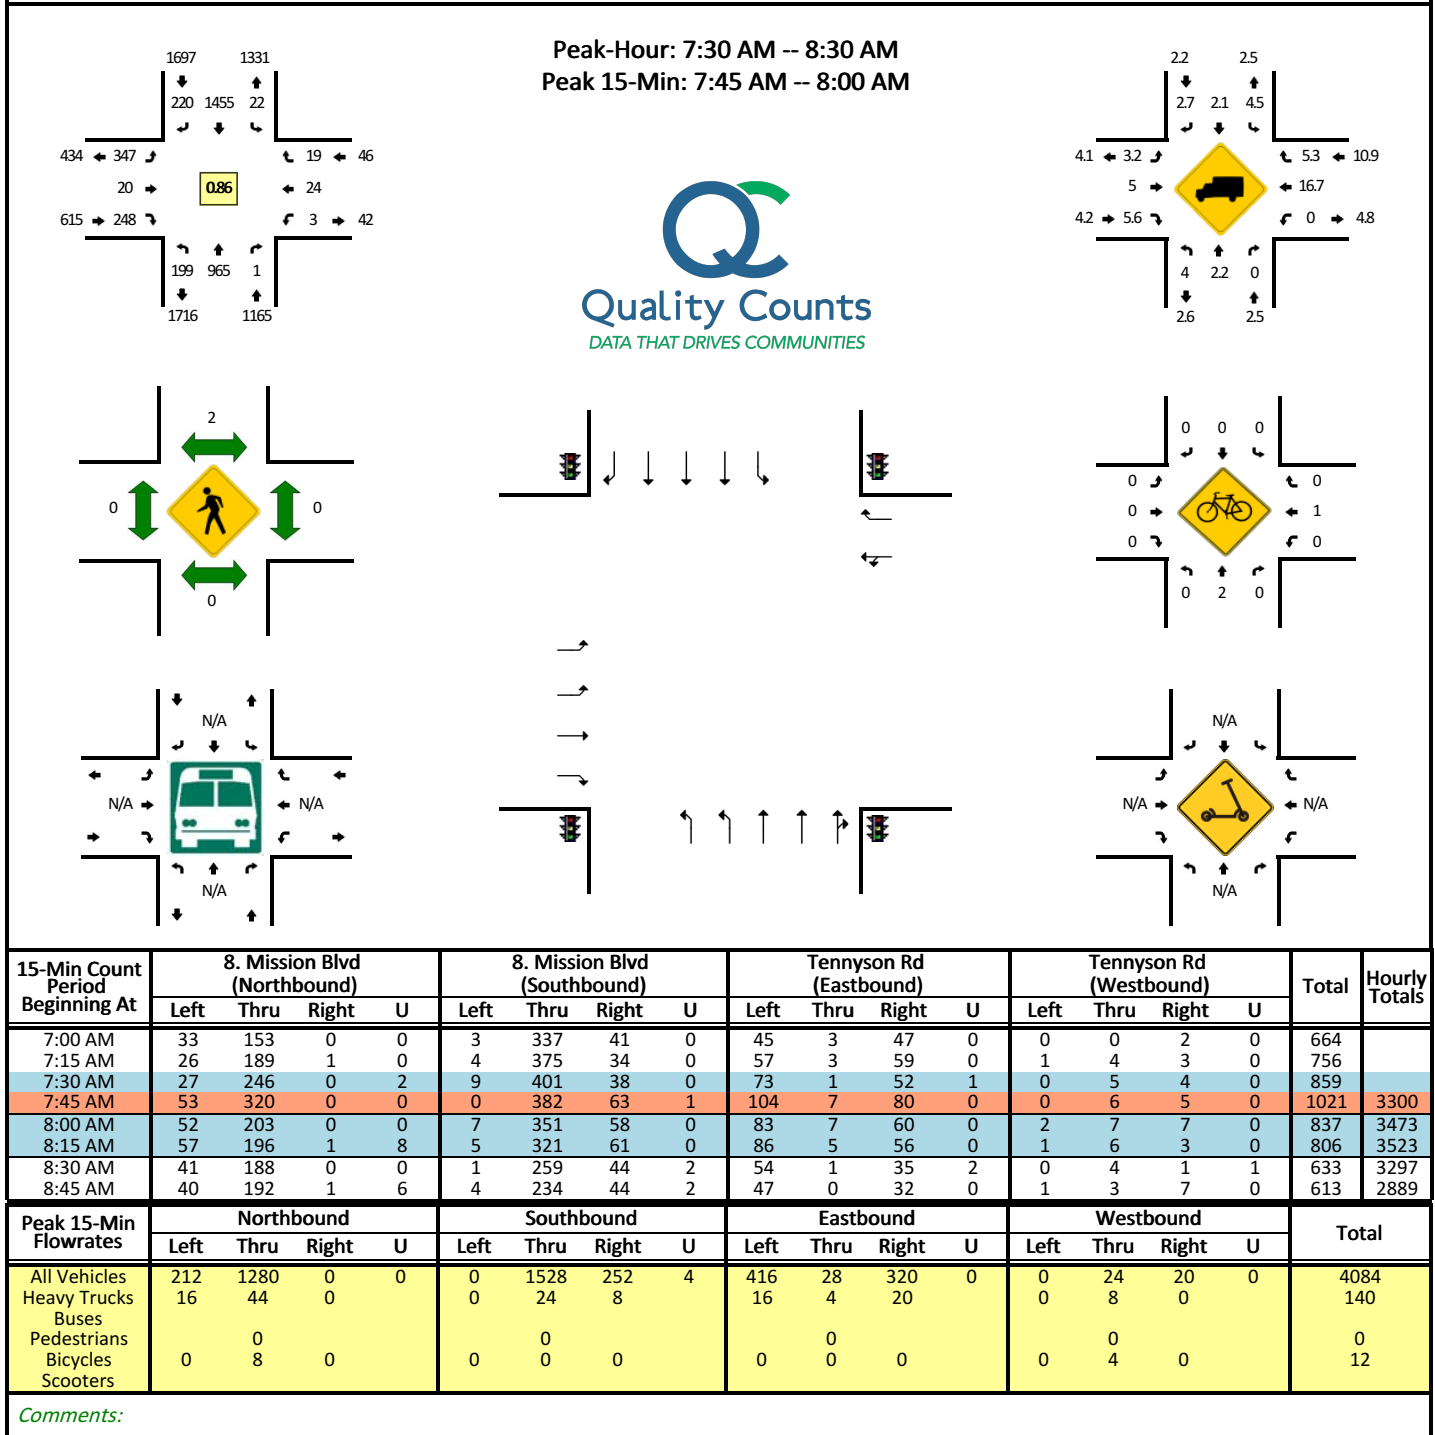 Peak-Hour: 7:30 AM -- 8:30 AM
Peak 15-Min: 7:45 AM -- 8:00 AM
1697 1331
220 1455 22
434 347 19 46
20 0.86 24
615 248 3 42
199 965 1
1716 1165
Quality Counts
DATA THAT DRIVES COMMUNITIES
2.2 2.5
2.7 2.1 4.5
4.1 3.2 5.3 10.9
5 16.7
4.2 5.6 0 4.8
4 2.2 0
2.6 2.5
2
0 0
0
0 0 0
0 0
0 1
0 0
0 2 0
N/A
N/A N/A
N/A
N/A
N/A N/A
N/A
15-Min Count Period Beginning At 8. Mission Blvd (Northbound) 8. Mission Blvd (Southbound) Tennyson Rd (Eastbound) Tennyson Rd (Westbound) Total Hourly Totals
Left Thru Right U Left Thru Right U Left Thru Right U Left Thru Right U
7:00 AM 33 153 0 0 3 337 41 0 45 3 47 0 0 0 2 0 664
7:15 AM 26 189 1 0 4 375 34 0 57 3 59 0 1 4 3 0 756
7:30 AM 27 246 0 2 9 401 38 0 73 1 52 1 0 5 4 0 859
7:45 AM 53 320 0 0 0 382 63 1 104 7 80 0 0 6 5 0 1021 3300
8:00 AM 52 203 0 0 7 351 58 0 83 7 60 0 2 7 7 0 837 3473
8:15 AM 57 196 1 8 5 321 61 0 86 5 56 0 1 6 3 0 806 3523
8:30 AM 41 188 0 0 1 259 44 2 54 1 35 2 0 4 1 1 633 3297
8:45 AM 40 192 1 6 4 234 44 2 47 0 32 0 1 3 7 0 613 2889
Peak 15-Min Flowrates Northbound Southbound Eastbound Westbound Total
Left Thru Right U Left Thru Right U Left Thru Right U Left Thru Right U
All Vehicles 212 1280 0 0 0 1528 252 4 416 28 320 0 0 24 20 0 4084
Heavy Trucks 16 44 0 0 24 8 16 4 20 0 8 0 140
Buses
Pedestrians 0 0 0 0 0
Bicycles 0 8 0 0 0 0 0 0 0 0 4 0 12
Scooters
Comments: